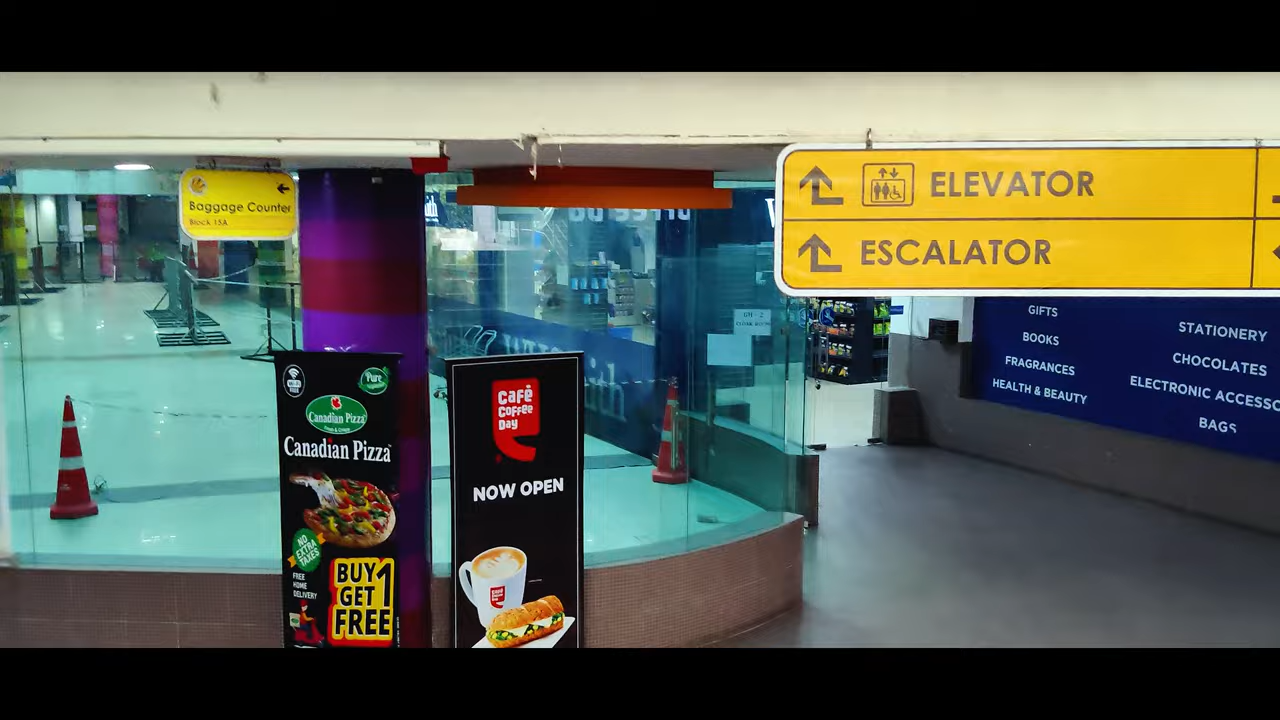 Baggage Counter
Block 15A
ELEVATOR
ESCALATOR
GIFTS
BOOKS
FRAGRANCES
HEALTH & BEAUTY
STATIONERY
CHOCOLATES
ELECTRONIC ACCESSO
BAGS
Pure
Canadian Pizza
Canadian Pizza
NO
EXTRA
TAXES
FREE
HOME
DELIVERY
BUY 1
GET
FREE
Café
Coffee
Day
NOW OPEN